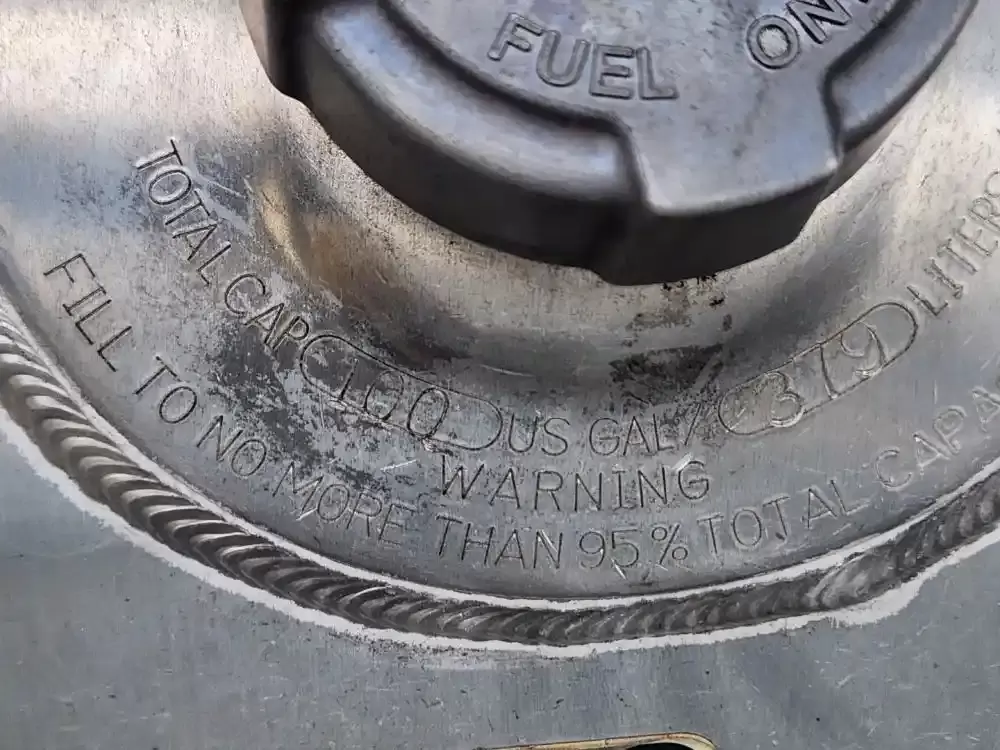 FUEL ON
TOTAL CAP 100 US GAL/ 379 LITERS
WARNING
FILL TO NO MORE THAN 95% TOTAL CAPA